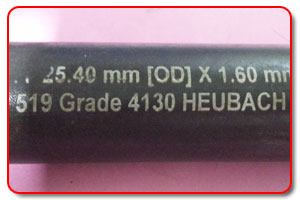 25.40 mm [OD] X 1.60 mm
519 Grade 4130 HEUBACH